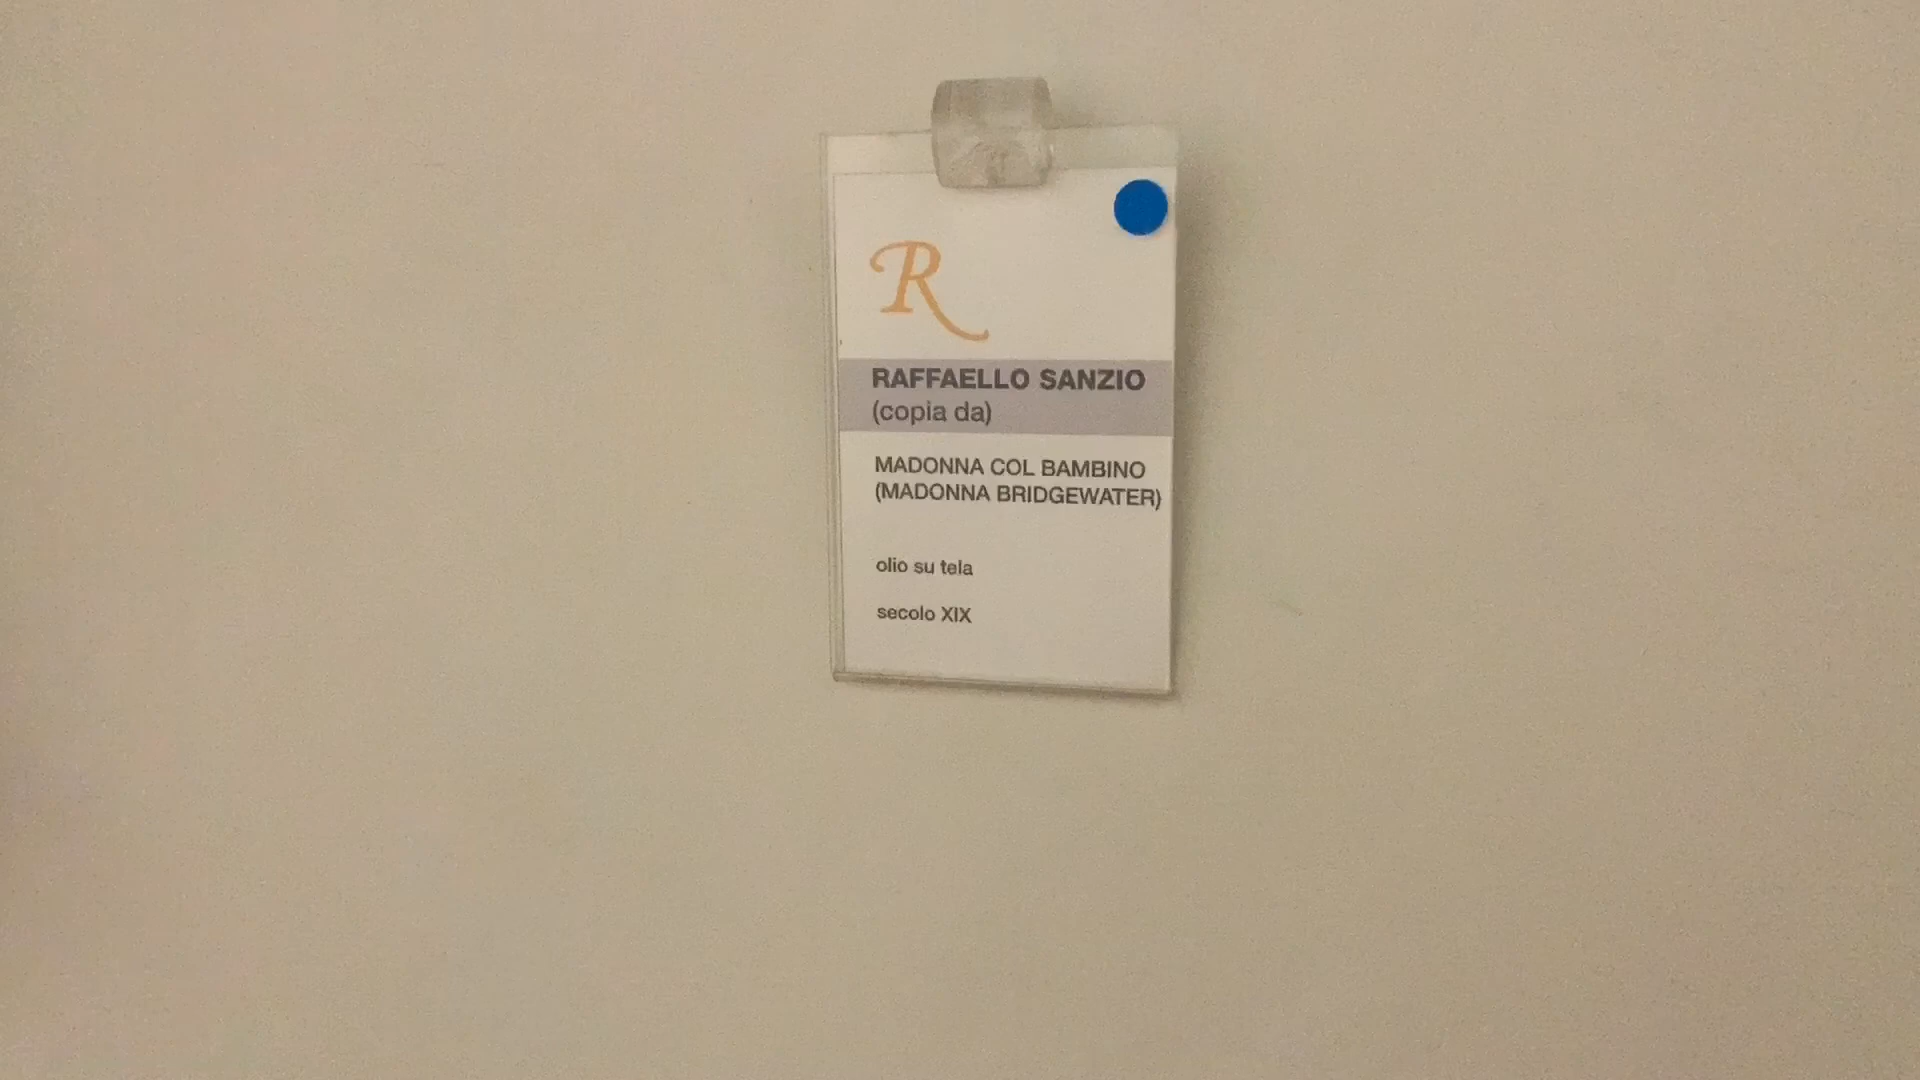 R
RAFFAELLO SANZIO
(copia da)
MADONNA COL BAMBINO
(MADONNA BRIDGEWATER)
olio su tela
secolo XIX